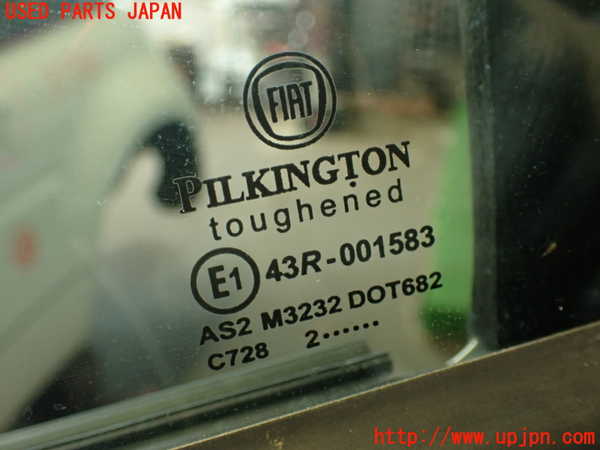 USED PARTS JAPAN
FIAT
PILKINGTON
toughened
E1 43R-001583
AS2 M3232 DOT682
C728 2••••••
http://www.upjpn.com/